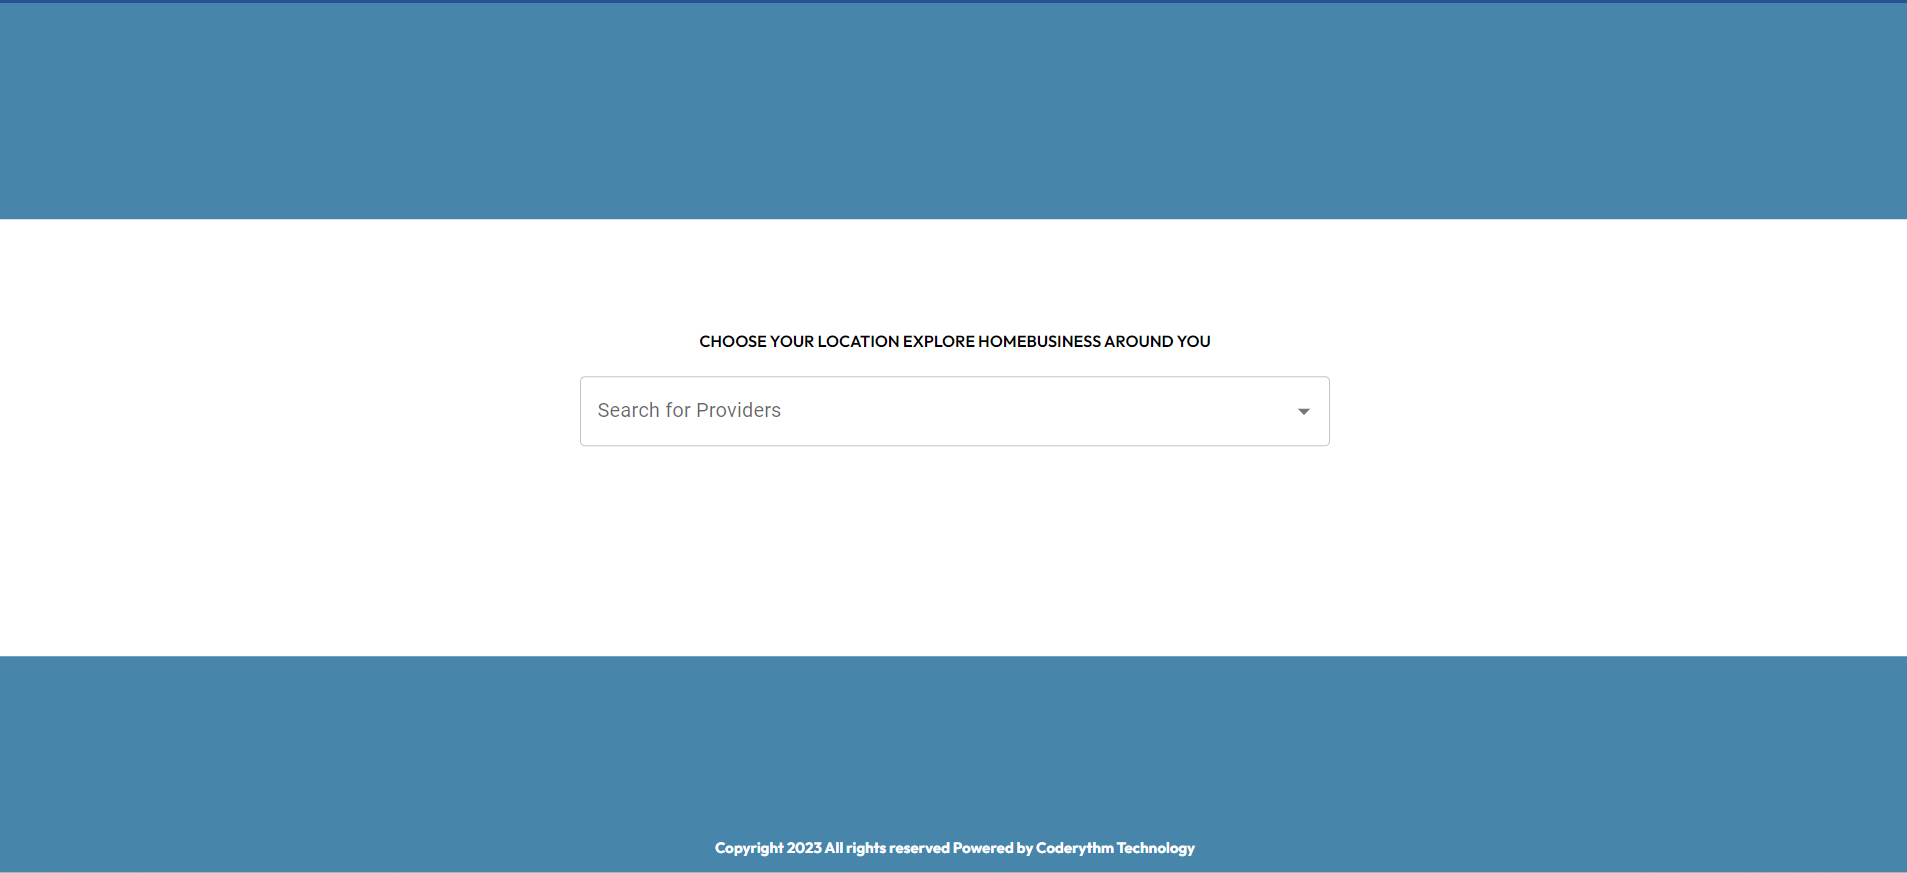 CHOOSE YOUR LOCATION EXPLORE HOMEBUSINESS AROUND YOU
Search for Providers
Copyright 2023 All rights reserved Powered by Coderythm Technology